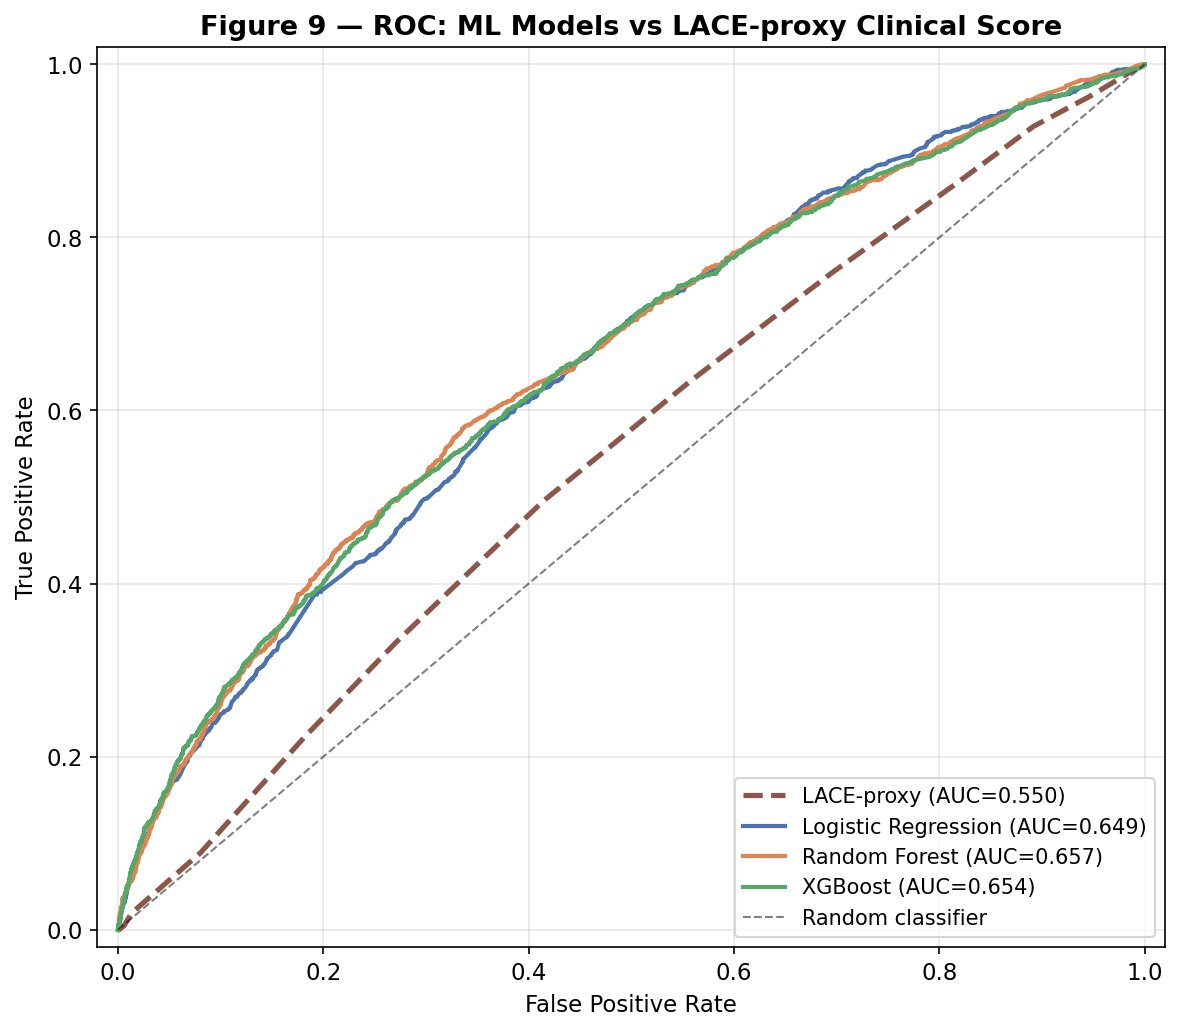 Figure 9 — ROC: ML Models vs LACE-proxy Clinical Score
1.0
0.8
0.6
0.4
0.2
0.0
True Positive Rate
LACE-proxy (AUC=0.550)
Logistic Regression (AUC=0.649)
Random Forest (AUC=0.657)
XGBoost (AUC=0.654)
Random classifier
0.0 0.2 0.4 0.6 0.8 1.0
False Positive Rate